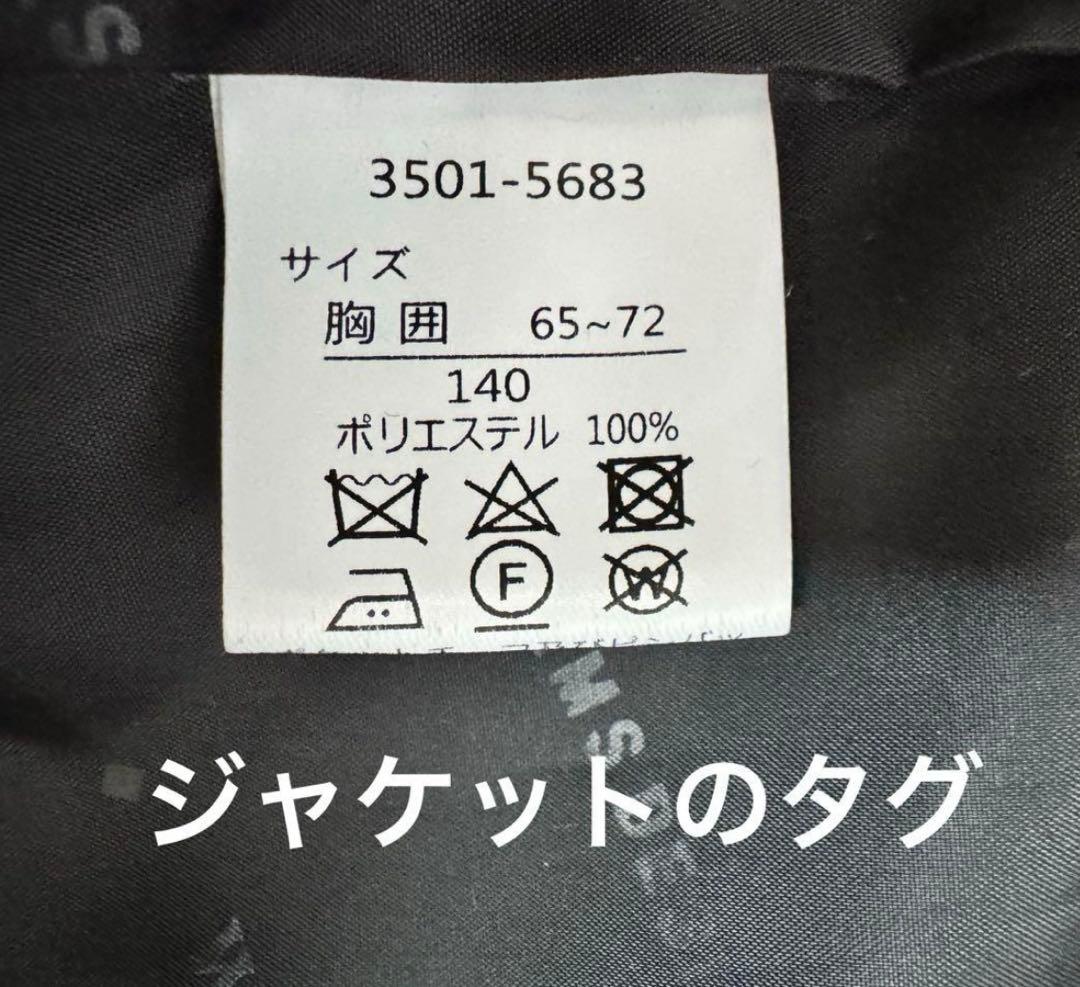 3501-5683
サイズ
胸囲 65~72
140
ポリエステル 100%
F
W
ジャケットのタグ